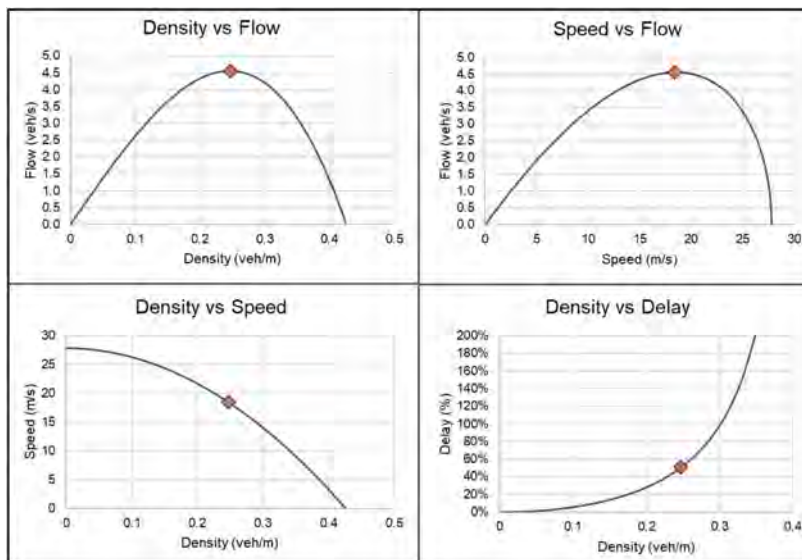 Density vs Flow
5.0
4.5
4.0
3.5
3.0
2.5
2.0
1.5
1.0
0.5
0.0
Flow (veh/s)
0 0.1 0.2 0.3 0.4 0.5
Density (veh/m)
Speed vs Flow
5.0
4.5
4.0
3.5
3.0
2.5
2.0
1.5
1.0
0.5
0.0
Flow (veh/s)
0 5 10 15 20 25 30
Speed (m/s)
Density vs Speed
30
25
20
15
10
5
0
Speed (m/s)
0 0.1 0.2 0.3 0.4 0.5
Density (veh/m)
Density vs Delay
200%
180%
160%
140%
120%
100%
80%
60%
40%
20%
0%
Delay (%)
0 0.1 0.2 0.3 0.4
Density (veh/m)